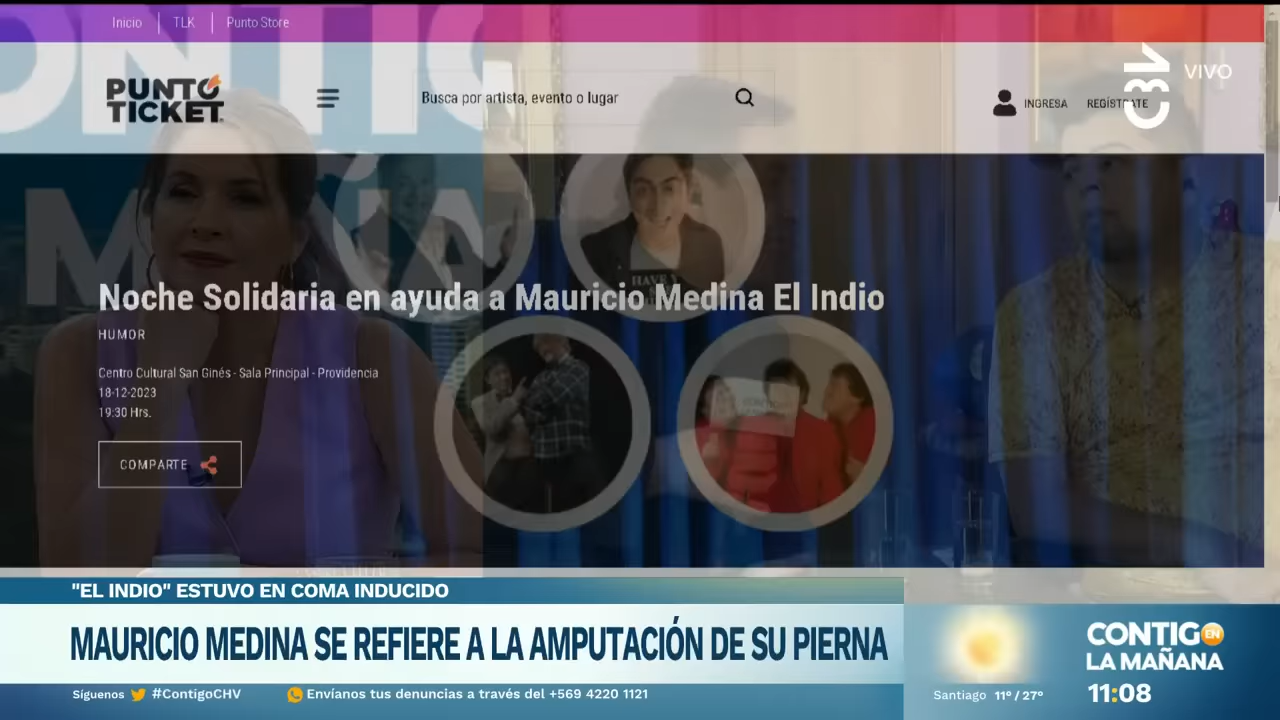 Inicio
TLK
Punto Store
PUNTO TICKET
Busca por artista, evento o lugar
INGRESA
REGÍSTRATE
CHV
VIVO
Noche Solidaria en ayuda a Mauricio Medina El Indio
HUMOR
Centro Cultural San Ginés - Sala Principal - Providencia
18-12-2023
19:30 Hrs.
COMPARTE
"EL INDIO" ESTUVO EN COMA INDUCIDO
MAURICIO MEDINA SE REFIERE A LA AMPUTACIÓN DE SU PIERNA
CONTIGO EN
LA MAÑANA
Síguenos #ContigoCHV
Envíanos tus denuncias a través del +569 4220 1121
Santiago 11° / 27°
11:08